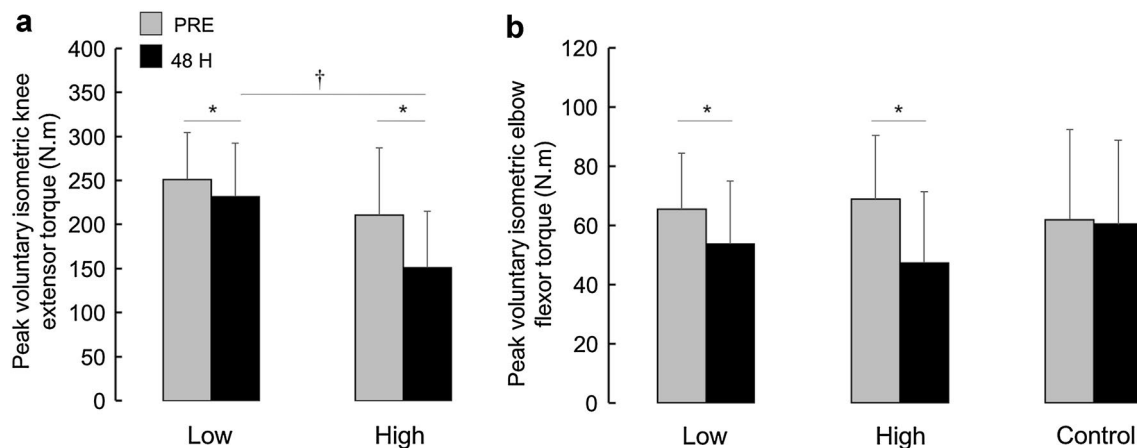 a
PRE
48 H
Peak voluntary isometric knee
extensor torque (N.m)
400
350
300
250
200
150
100
50
0
*
†
*
Low
High
b
Peak voluntary isometric elbow
flexor torque (N.m)
120
100
80
60
40
20
0
*
*
Low
High
Control